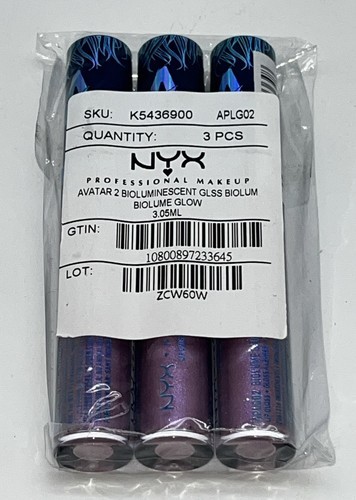 SKU: K5436900 APLG02
QUANTITY: 3 PCS
NYX
PROFESSIONAL MAKEUP
AVATAR 2 BIOLUMINESCENT GLSS BIOLUM
BIOLUME GLOW
3.05ML
GTIN:
10800897233645
LOT:
ZCW60W
NYX